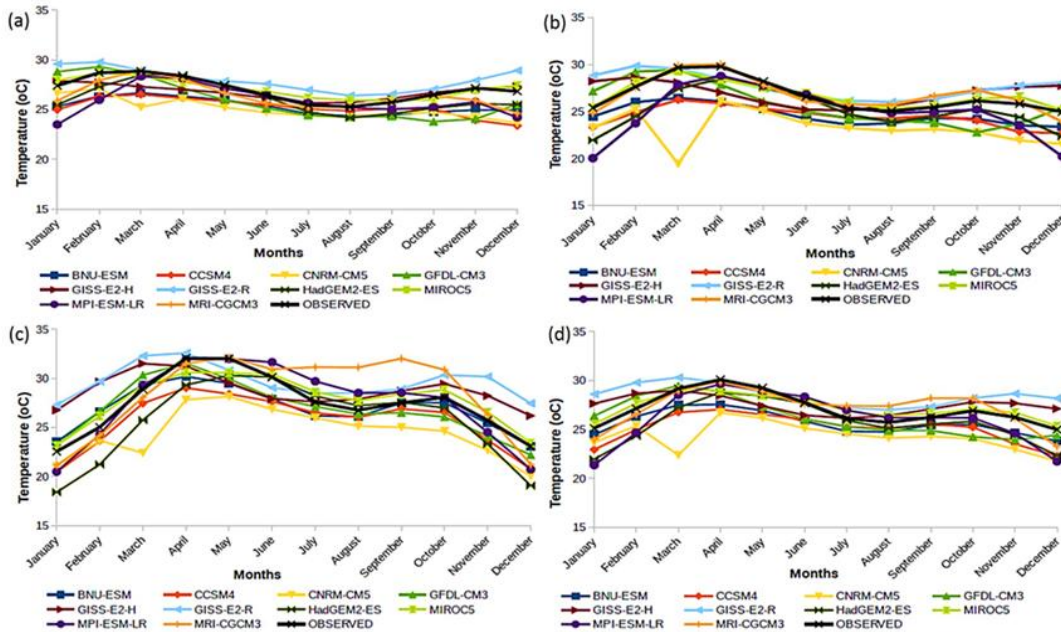 (a)
Temperature (oC)
35
30
25
20
15
January February March April May June July August September October November December
Months
BNU-ESM CCSM4 CNRM-CM5 GFDL-CM3
GISS-E2-H GISS-E2-R HadGEM2-ES MIROC5
MPI-ESM-LR MRI-CGCM3 OBSERVED
(b)
Temperature (oC)
35
30
25
20
15
January February March April May June July August September October November December
Months
BNU-ESM CCSM4 CNRM-CM5 GFDL-CM3
GISS-E2-H GISS-E2-R HadGEM2-ES MIROC5
MPI-ESM-LR MRI-CGCM3 OBSERVED
(c)
Temperature (oC)
35
30
25
20
15
January February March April May June July August September October November December
Months
BNU-ESM CCSM4 CNRM-CM5 GFDL-CM3
GISS-E2-H GISS-E2-R HadGEM2-ES MIROC5
MPI-ESM-LR MRI-CGCM3 OBSERVED
(d)
Temperature (oC)
35
30
25
20
15
January February March April May June July August September October November December
Months
BNU-ESM CCSM4 CNRM-CM5 GFDL-CM3
GISS-E2-H GISS-E2-R HadGEM2-ES MIROC5
MPI-ESM-LR MRI-CGCM3 OBSERVED